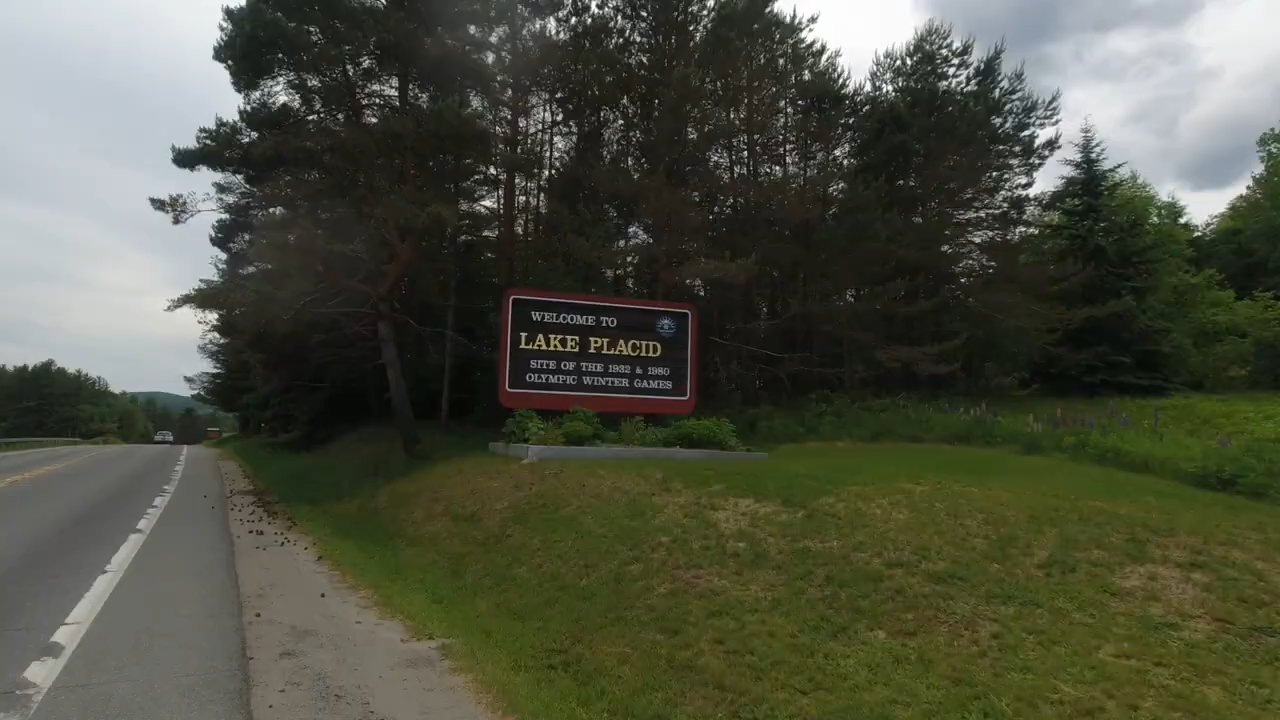 WELCOME TO
LAKE PLACID
SITE OF THE 1932 & 1980
OLYMPIC WINTER GAMES